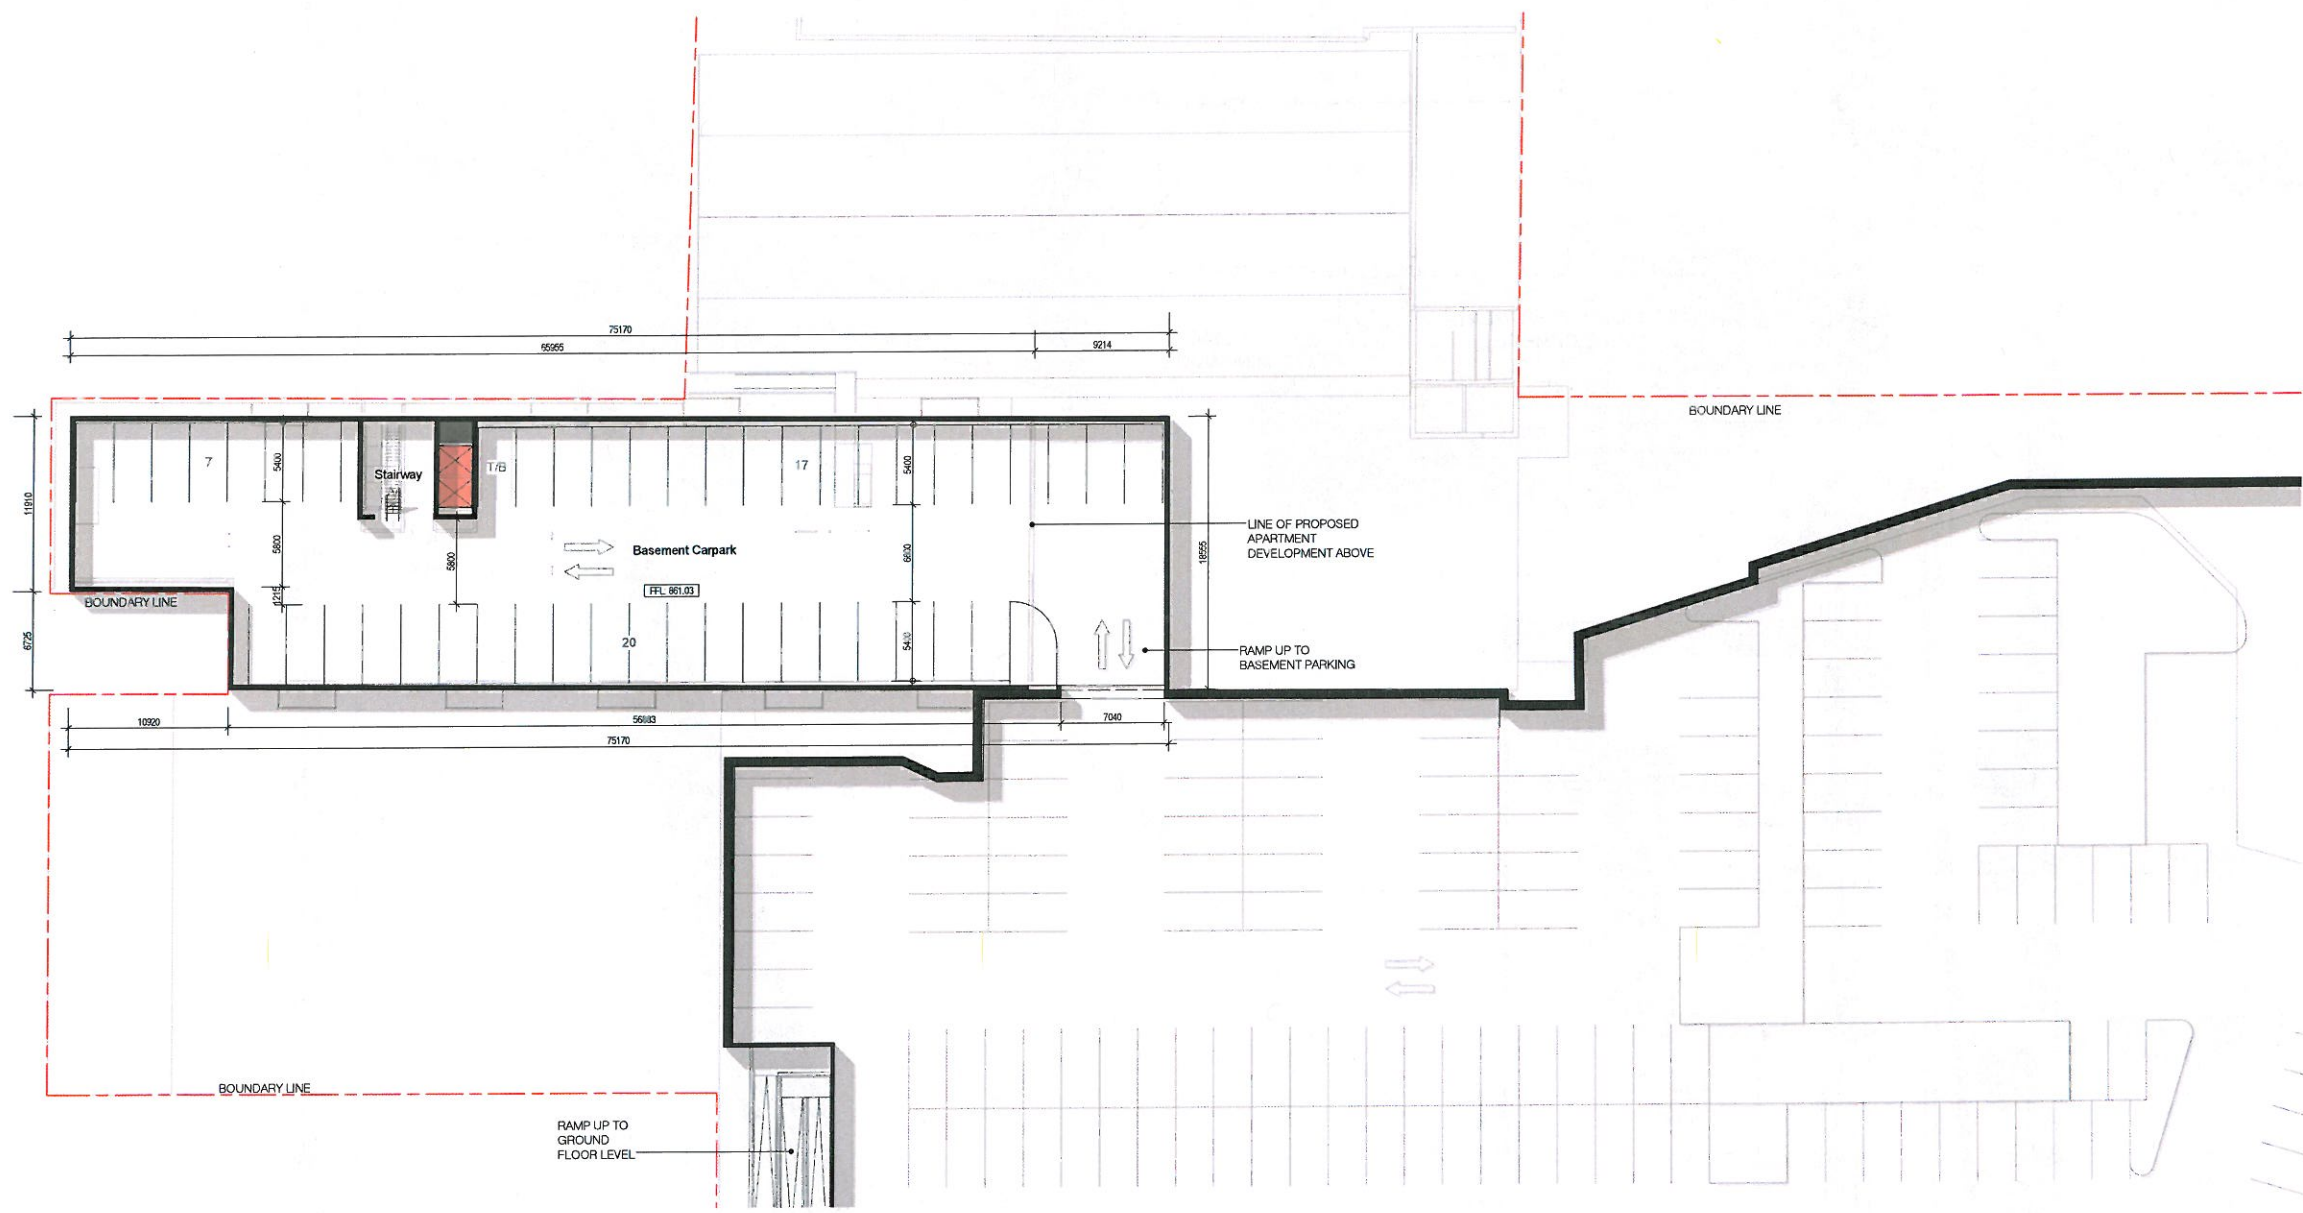 75170
65955
9214
BOUNDARY LINE
7
5400
Stairway
T/B
17
5400
11910
LINE OF PROPOSED
APARTMENT
DEVELOPMENT ABOVE
5800
5800
Basement Carpark
6600
18555
FFL 861.03
1215
BOUNDARY LINE
6725
20
5400
RAMP UP TO
BASEMENT PARKING
10920
56883
7040
75170
BOUNDARY LINE
RAMP UP TO
GROUND
FLOOR LEVEL